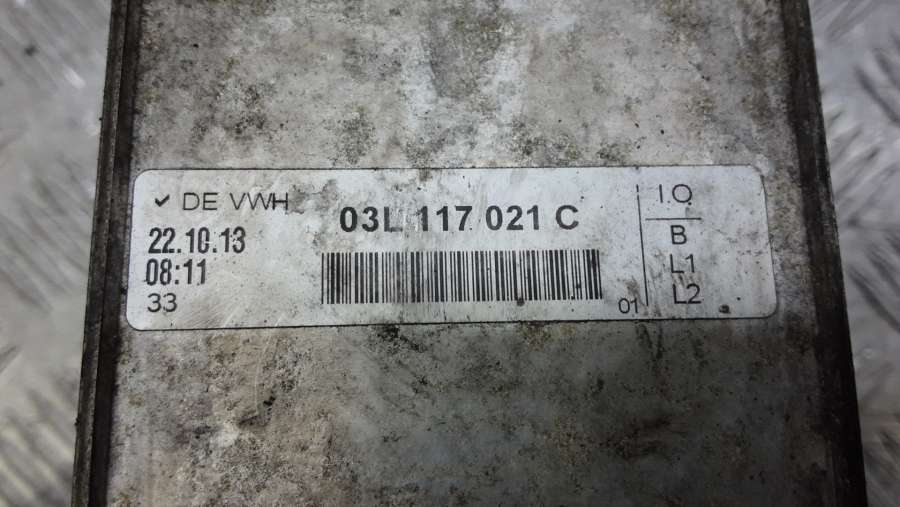 ✓ DE VWH
22.10.13
08:11
33
03L 117 021 C
01
I.O
B
L1
L2